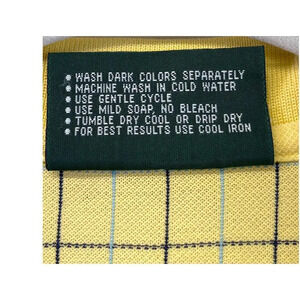 • WASH DARK COLORS SEPARATELY
• MACHINE WASH IN COLD WATER
• USE GENTLE CYCLE
• USE MILD SOAP, NO BLEACH
• TUMBLE DRY COOL OR DRIP DRY
• FOR BEST RESULTS USE COOL IRON